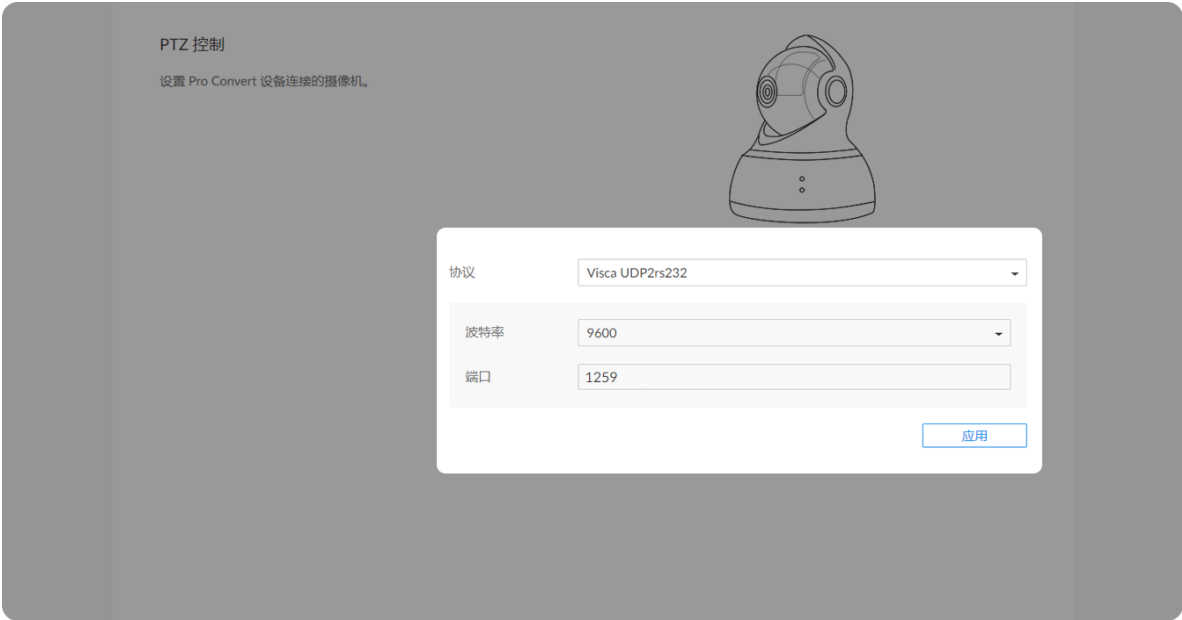 PTZ 控制
设置 Pro Convert 设备连接的摄像机。
协议 Visca UDP2rs232
波特率 9600
端口 1259
应用